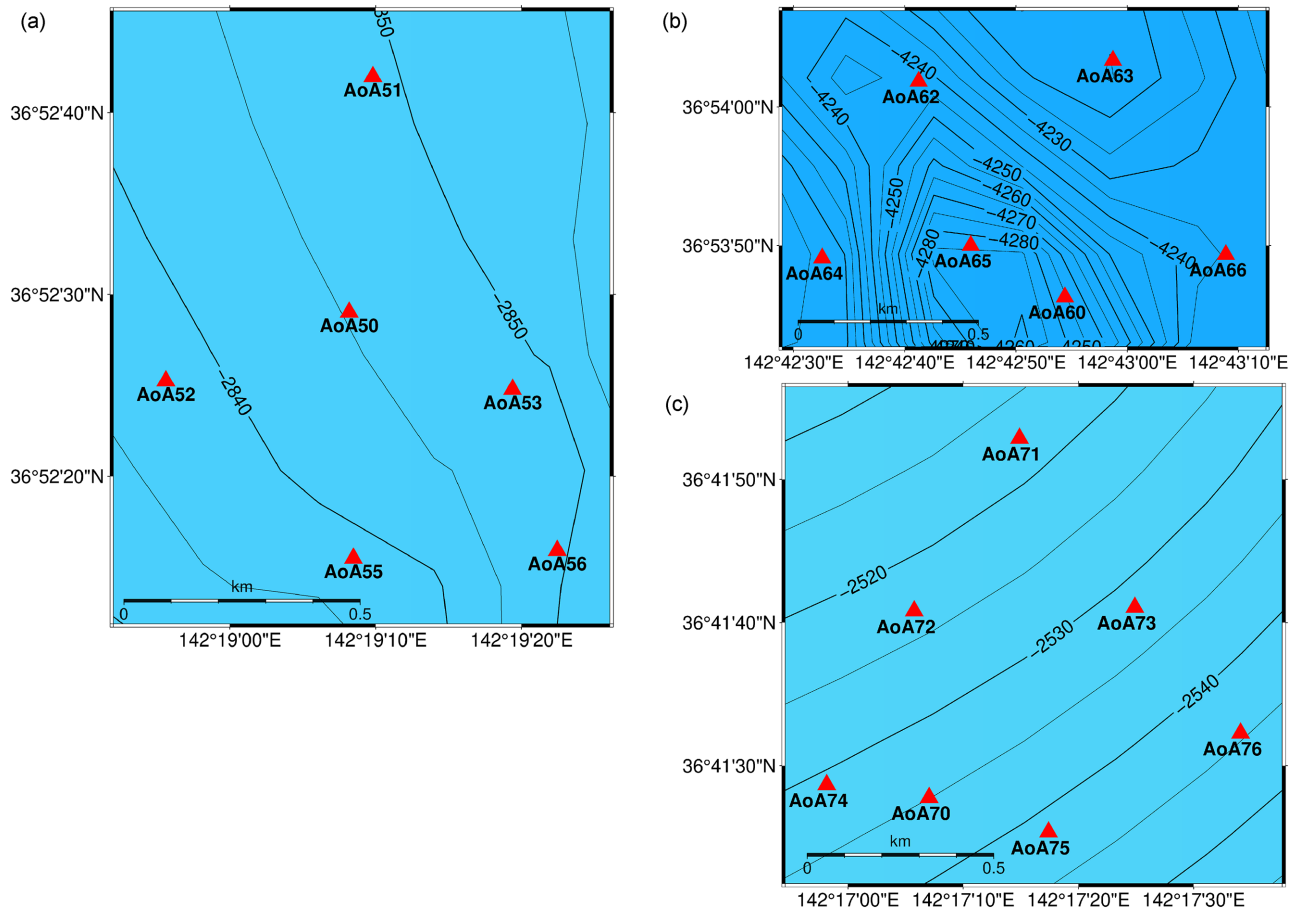 (a)
850
AoA51
36°52'40"N
36°52'30"N
AoA50
−2850
AoA52
−2840
AoA53
36°52'20"N
AoA55
AoA56
km
0
0.5
142°19'00"E
142°19'10"E
142°19'20"E
(b)
−4240
AoA63
AoA62
−4240
36°54'00"N
−4230
−4250
−4260
−4250
−4270
−4280
36°53'50"N
−4280
AoA65
−4240
AoA66
AoA64
AoA60
km
0
0.5
−4260
−4250
142°42'30"E
142°42'40"E
142°42'50"E
142°43'00"E
142°43'10"E
(c)
AoA71
36°41'50"N
−2520
AoA72
AoA73
36°41'40"N
−2530
−2540
AoA76
36°41'30"N
AoA74
AoA70
AoA75
km
0
0.5
142°17'00"E
142°17'10"E
142°17'20"E
142°17'30"E